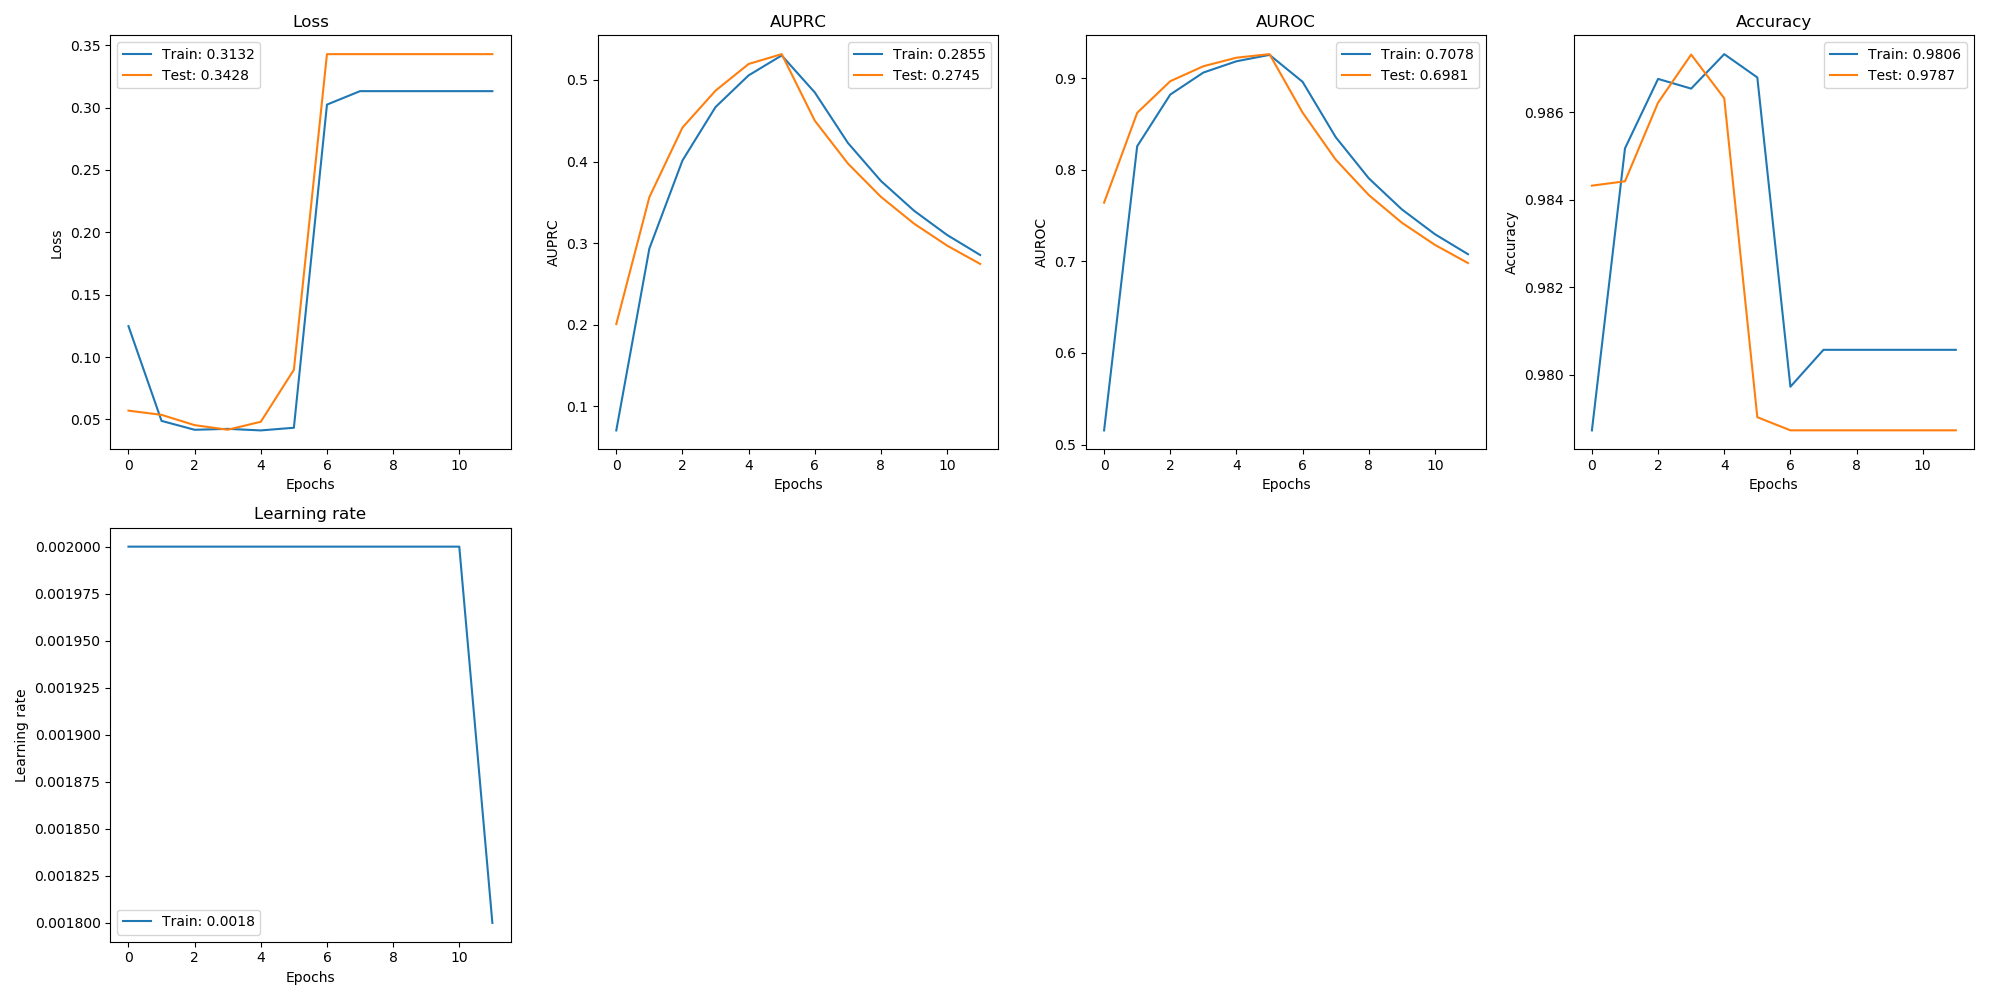 Loss
Train: 0.3132
Test: 0.3428
0.35
0.30
0.25
0.20
0.15
0.10
0.05
Loss
0 2 4 6 8 10
Epochs
AUPRC
Train: 0.2855
Test: 0.2745
0.5
0.4
0.3
0.2
0.1
AUPRC
0 2 4 6 8 10
Epochs
AUROC
Train: 0.7078
Test: 0.6981
0.9
0.8
0.7
0.6
0.5
AUROC
0 2 4 6 8 10
Epochs
Accuracy
Train: 0.9806
Test: 0.9787
0.986
0.984
0.982
0.980
Accuracy
0 2 4 6 8 10
Epochs
Learning rate
0.002000
0.001975
0.001950
0.001925
0.001900
0.001875
0.001850
0.001825
0.001800
Learning rate
Train: 0.0018
0 2 4 6 8 10
Epochs